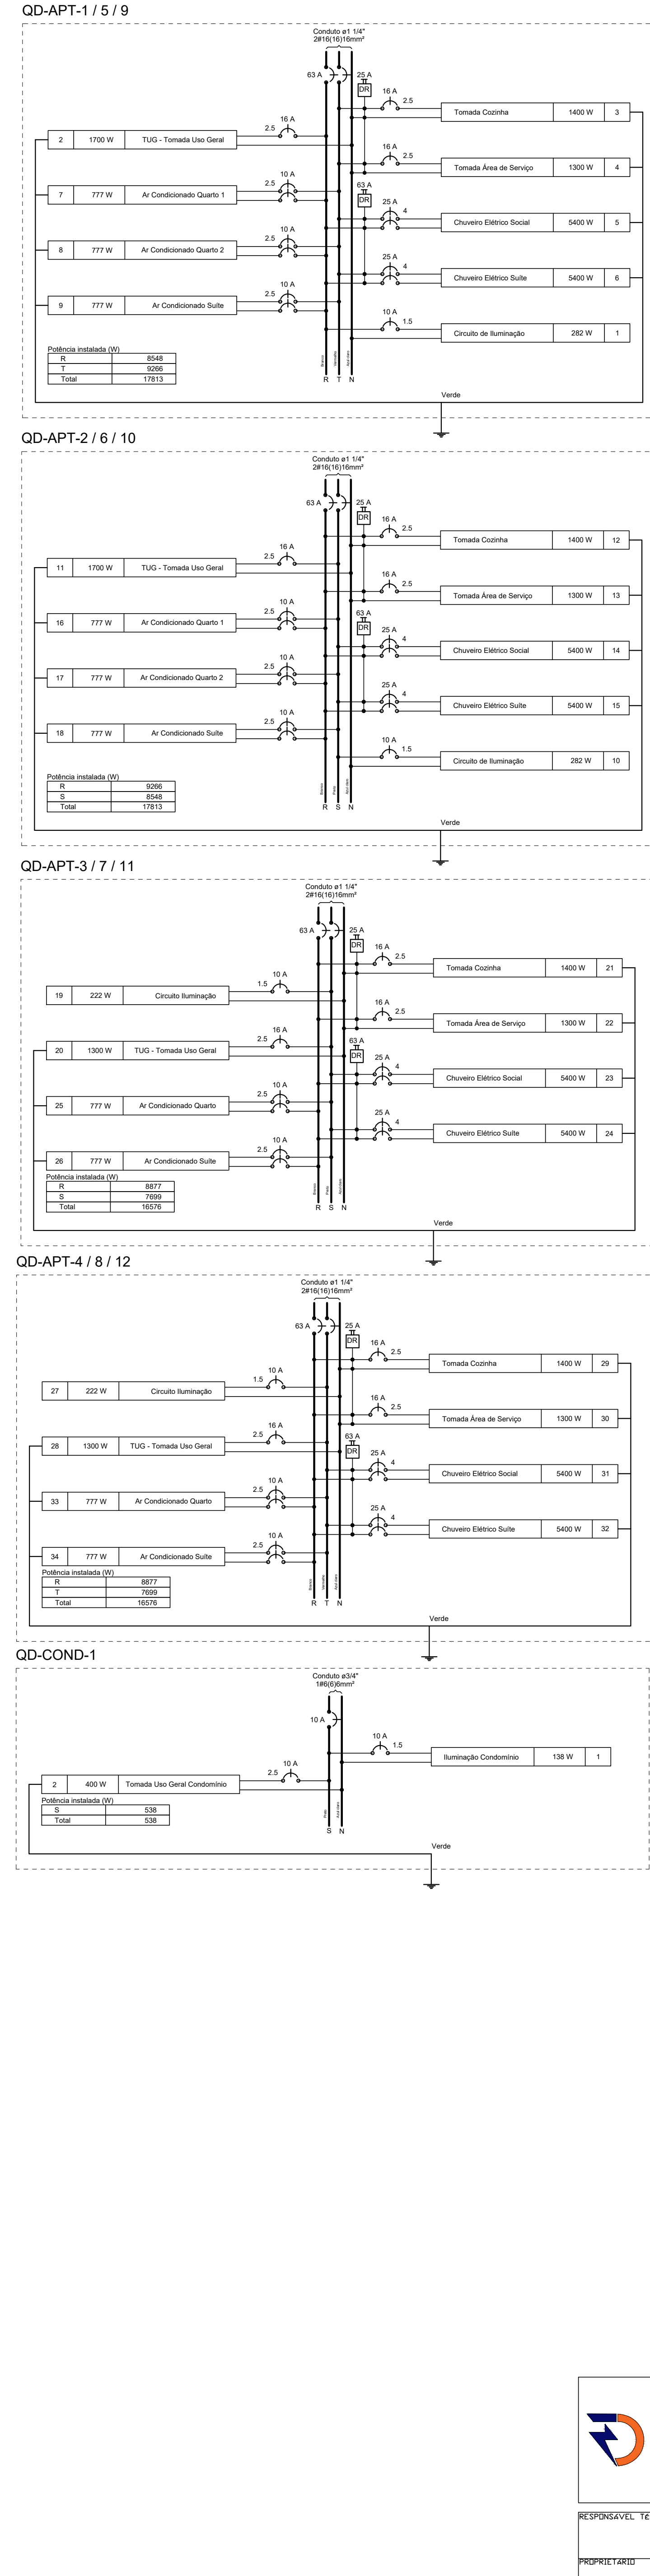 QD-APT-1 / 5 / 9
Conduto ø1 1/4"
2#16(16)16mm²
63 A
25 A
DR
16 A
2.5
Tomada Cozinha 1400 W 3
2 1700 W TUG - Tomada Uso Geral
2.5
16 A
16 A
2.5
Tomada Área de Serviço 1300 W 4
7 777 W Ar Condicionado Quarto 1
2.5
10 A
63 A
DR
25 A
4
Chuveiro Elétrico Social 5400 W 5
8 777 W Ar Condicionado Quarto 2
2.5
10 A
25 A
4
Chuveiro Elétrico Suíte 5400 W 6
9 777 W Ar Condicionado Suíte
2.5
10 A
10 A
1.5
Circuito de Iluminação 282 W 1
Potência instalada (W)
R 8548
T 9266
Total 17813
Branco
Vermelho
Azul claro
R T N
Verde
QD-APT-2 / 6 / 10
Conduto ø1 1/4"
2#16(16)16mm²
63 A
25 A
DR
16 A
2.5
Tomada Cozinha 1400 W 12
11 1700 W TUG - Tomada Uso Geral
2.5
16 A
16 A
2.5
Tomada Área de Serviço 1300 W 13
16 777 W Ar Condicionado Quarto 1
2.5
10 A
63 A
DR
25 A
4
Chuveiro Elétrico Social 5400 W 14
17 777 W Ar Condicionado Quarto 2
2.5
10 A
25 A
4
Chuveiro Elétrico Suíte 5400 W 15
18 777 W Ar Condicionado Suíte
2.5
10 A
10 A
1.5
Circuito de Iluminação 282 W 10
Potência instalada (W)
R 9266
S 8548
Total 17813
Branco
Preto
Azul claro
R S N
Verde
QD-APT-3 / 7 / 11
Conduto ø1 1/4"
2#16(16)16mm²
63 A
25 A
DR
16 A
2.5
Tomada Cozinha 1400 W 21
19 222 W Circuito Iluminação
1.5
10 A
16 A
2.5
Tomada Área de Serviço 1300 W 22
20 1300 W TUG - Tomada Uso Geral
2.5
16 A
63 A
DR
25 A
4
Chuveiro Elétrico Social 5400 W 23
25 777 W Ar Condicionado Quarto
2.5
10 A
25 A
4
Chuveiro Elétrico Suíte 5400 W 24
26 777 W Ar Condicionado Suíte
2.5
10 A
Potência instalada (W)
R 8877
S 7699
Total 16576
Branco
Preto
Azul claro
R S N
Verde
QD-APT-4 / 8 / 12
Conduto ø1 1/4"
2#16(16)16mm²
63 A
25 A
DR
16 A
2.5
Tomada Cozinha 1400 W 29
27 222 W Circuito Iluminação
1.5
10 A
16 A
2.5
Tomada Área de Serviço 1300 W 30
28 1300 W TUG - Tomada Uso Geral
2.5
16 A
63 A
DR
25 A
4
Chuveiro Elétrico Social 5400 W 31
33 777 W Ar Condicionado Quarto
2.5
10 A
25 A
4
Chuveiro Elétrico Suíte 5400 W 32
34 777 W Ar Condicionado Suíte
2.5
10 A
Potência instalada (W)
R 8877
T 7699
Total 16576
Branco
Vermelho
Azul claro
R T N
Verde
QD-COND-1
Conduto ø3/4"
1#6(6)6mm²
10 A
10 A
1.5
Iluminação Condomínio 138 W 1
2 400 W Tomada Uso Geral Condomínio
2.5
10 A
Potência instalada (W)
S 538
Total 538
Preto
Azul claro
S N
Verde
RESPONSÁVEL
PROPRIETÁRIO